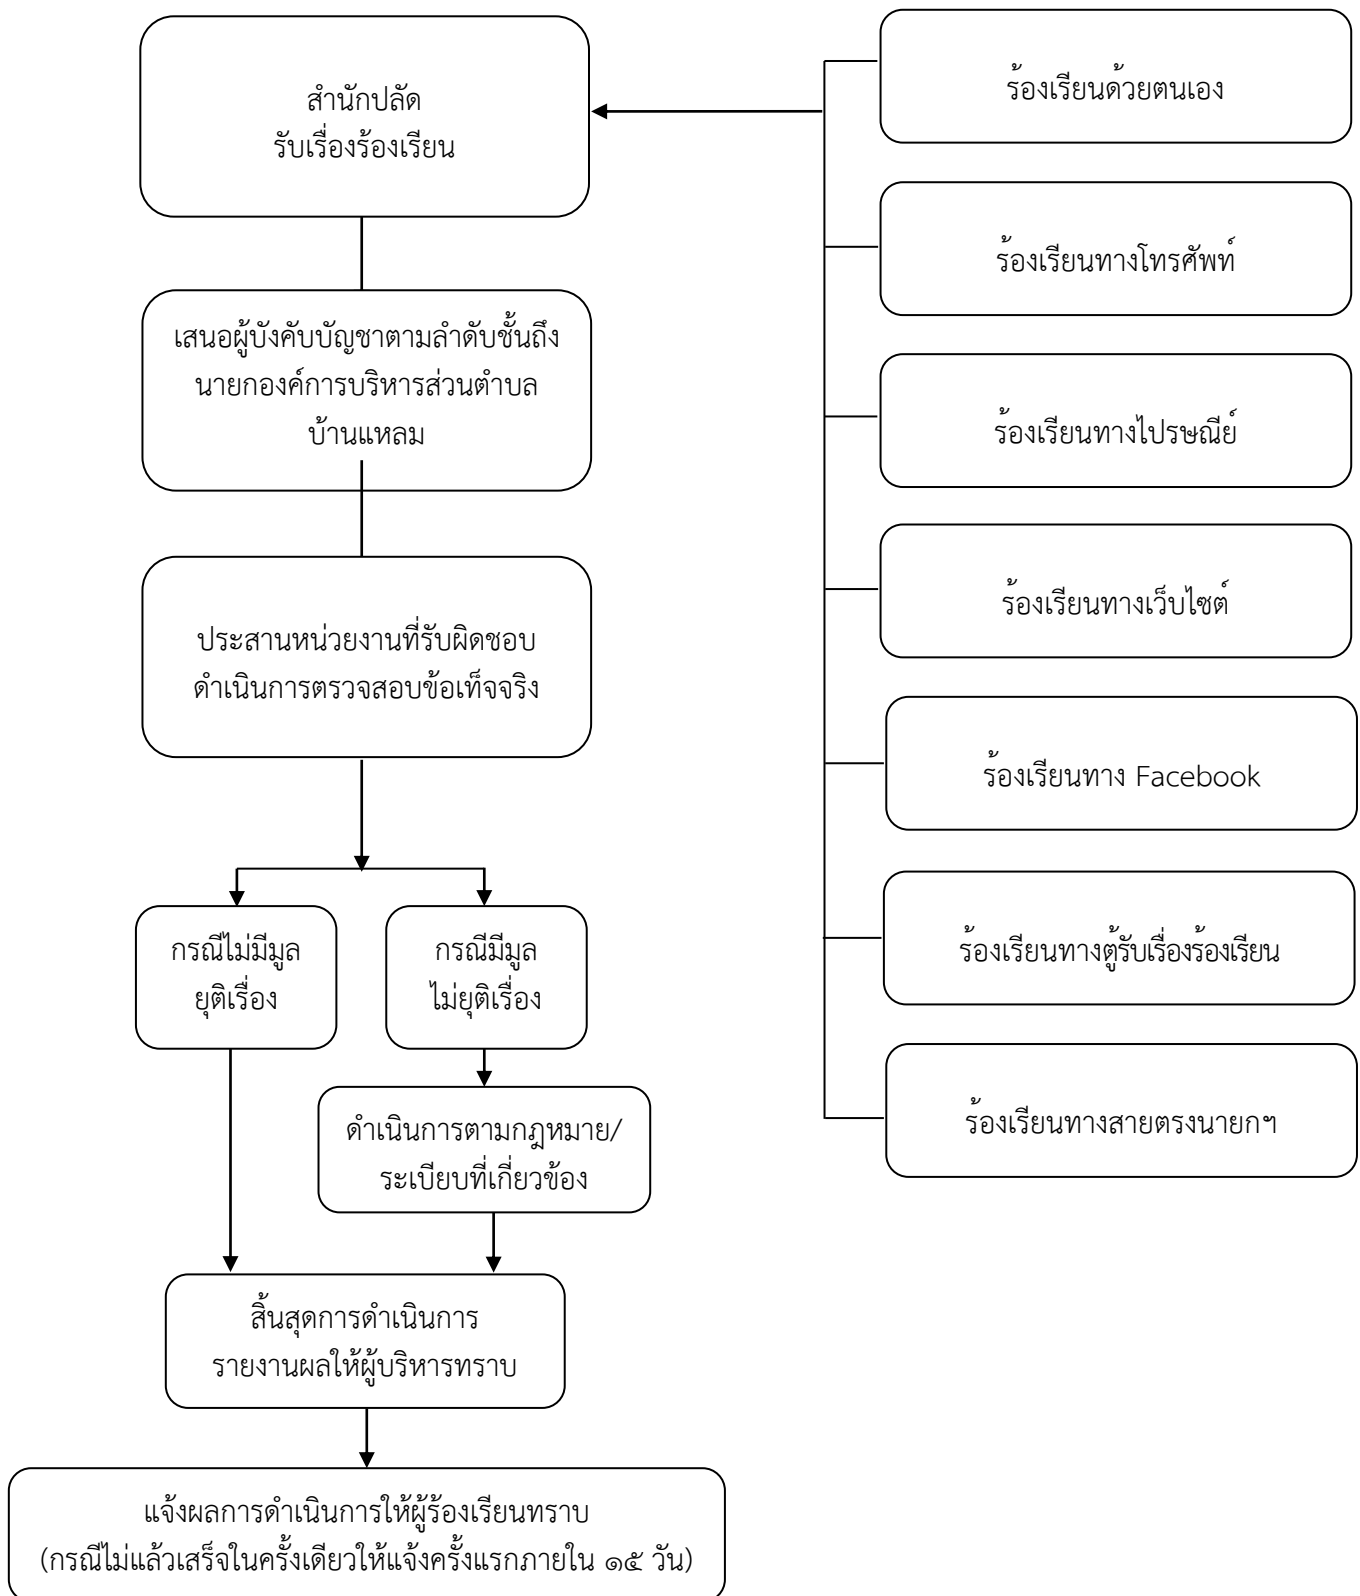 สำนักปลัด
รับเรื่องร้องเรียน
เสนอผู้บังคับบัญชาตามลำดับชั้นถึง
นายกองค์การบริหารส่วนตำบล
บ้านแหลม
ประสานหน่วยงานที่รับผิดชอบ
ดำเนินการตรวจสอบข้อเท็จจริง
กรณีไม่มีมูล
ยุติเรื่อง
กรณีมีมูล
ไม่ยุติเรื่อง
ดำเนินการตามกฎหมาย/
ระเบียบที่เกี่ยวข้อง
สิ้นสุดการดำเนินการ
รายงานผลให้ผู้บริหารทราบ
แจ้งผลการดำเนินการให้ผู้ร้องเรียนทราบ
(กรณีไม่แล้วเสร็จในครั้งเดียวให้แจ้งครั้งแรกภายใน ๑๕ วัน)
ร้องเรียนด้วยตนเอง
ร้องเรียนทางโทรศัพท์
ร้องเรียนทางไปรษณีย์
ร้องเรียนทางเว็บไซต์
ร้องเรียนทาง Facebook
ร้องเรียนทางตู้รับเรื่องร้องเรียน
ร้องเรียนทางสายตรงนายกฯ